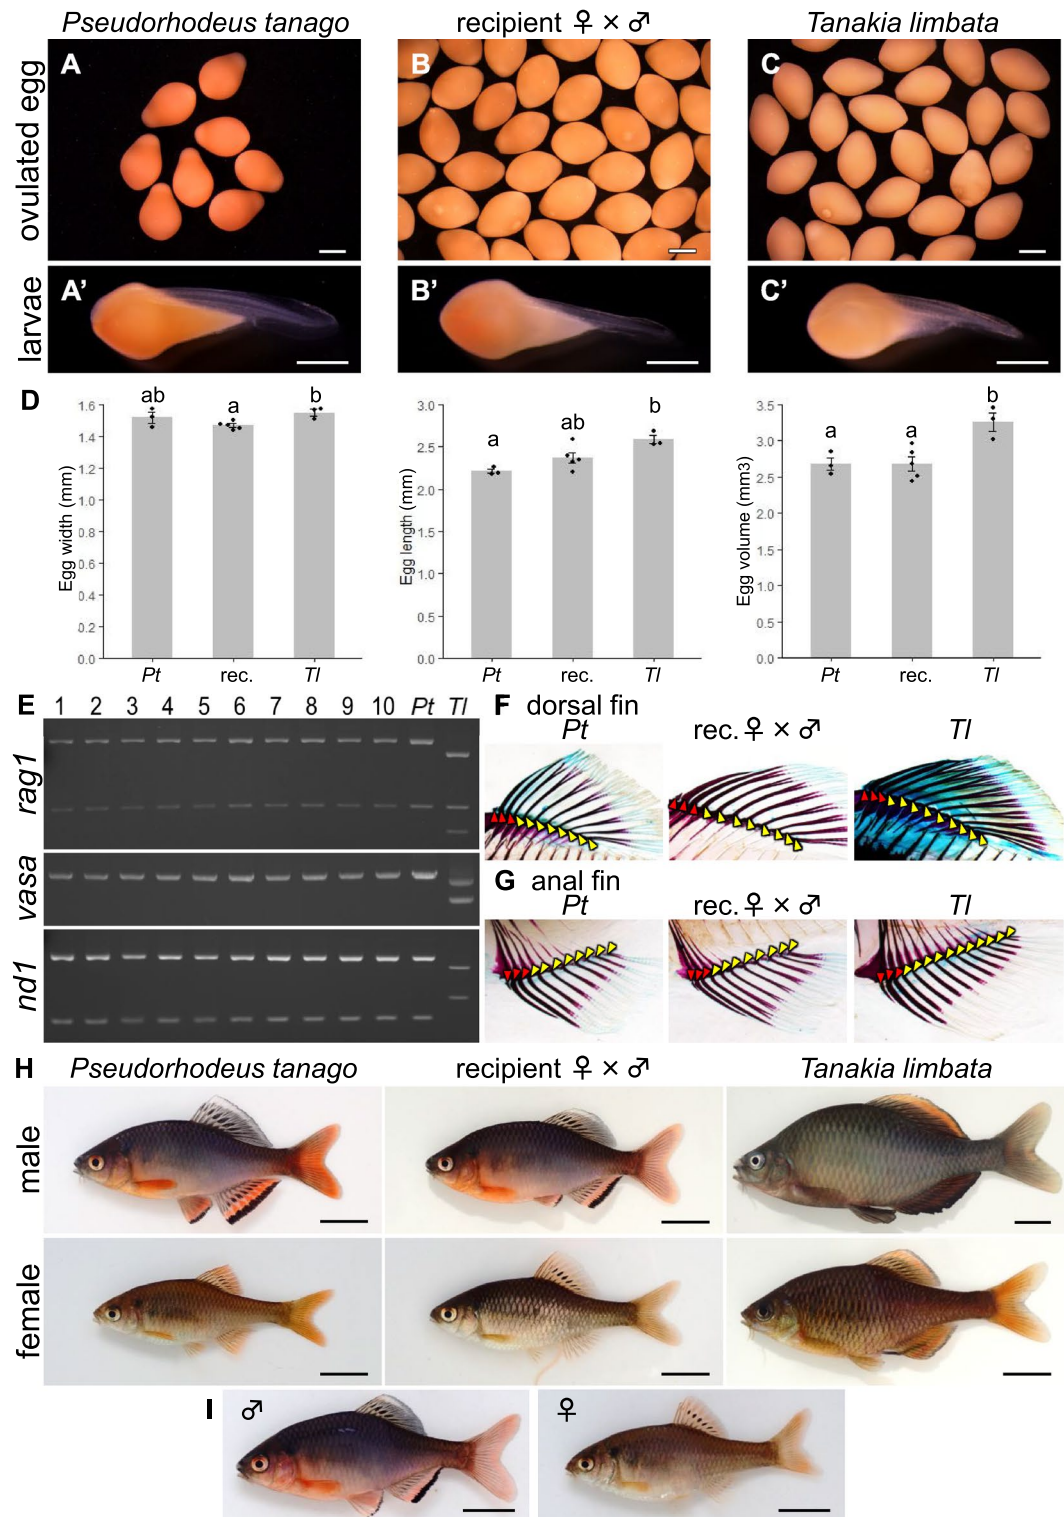 Pseudorhodeus tanago recipient ♀ × ♂ Tanakia limbata
ovulated egg
A B C
larvae
A' B' C'
D
Egg width (mm)
1.6
1.4
1.2
1.0
0.8
0.6
0.4
0.2
0.0
ab a b
Pt rec. Tl
Egg length (mm)
3.0
2.5
2.0
1.5
1.0
0.5
0.0
a ab b
Pt rec. Tl
Egg volume (mm3)
3.5
3.0
2.5
2.0
1.5
1.0
0.5
0.0
a a b
Pt rec. Tl
E 1 2 3 4 5 6 7 8 9 10 Pt Tl
rag1
vasa
nd1
F dorsal fin
Pt rec. ♀ × ♂ Tl
G anal fin
Pt rec. ♀ × ♂ Tl
H Pseudorhodeus tanago recipient ♀ × ♂ Tanakia limbata
male
female
I ♂ ♀